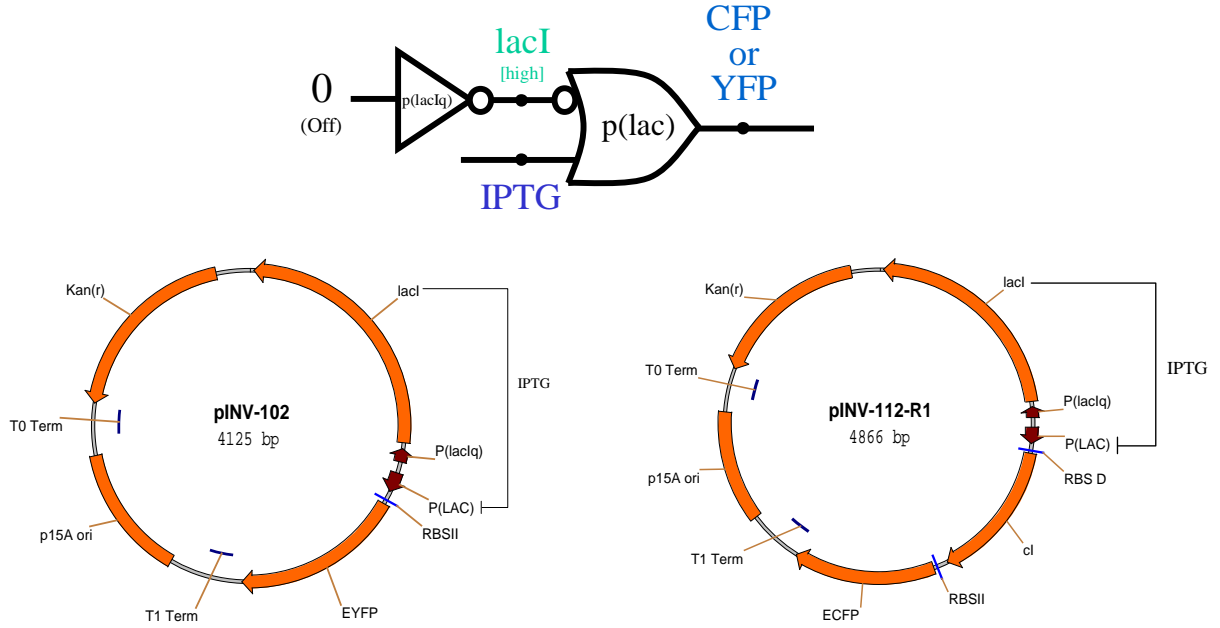 CFP
or
YFP
lacI
[high]
0
(Off)
p(lacIq)
p(lac)
IPTG
Kan(r)
lacI
IPTG
pINV-102
4125 bp
T0 Term
P(lacIq)
P(LAC)
RBSII
p15A ori
T1 Term
EYFP
Kan(r)
lacI
IPTG
T0 Term
pINV-112-R1
4866 bp
P(lacIq)
P(LAC)
RBS D
p15A ori
T1 Term
cI
RBSII
ECFP